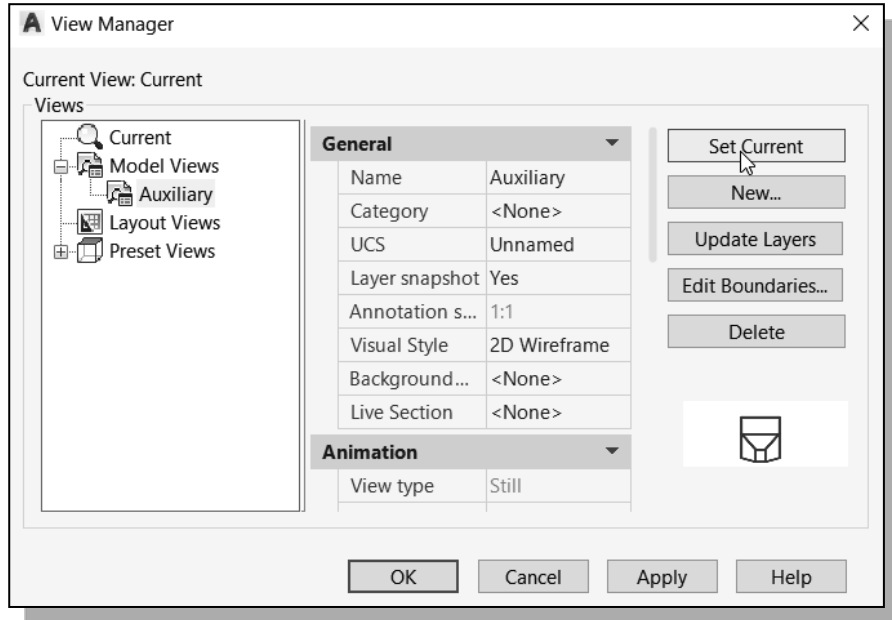 View Manager
Current View: Current
Views
Current
Model Views
Auxiliary
Layout Views
Preset Views
General
Name Auxiliary
Category <None>
UCS Unnamed
Layer snapshot Yes
Annotation s... 1:1
Visual Style 2D Wireframe
Background... <None>
Live Section <None>
Animation
View type Still
Set Current
New...
Update Layers
Edit Boundaries...
Delete
OK Cancel Apply Help